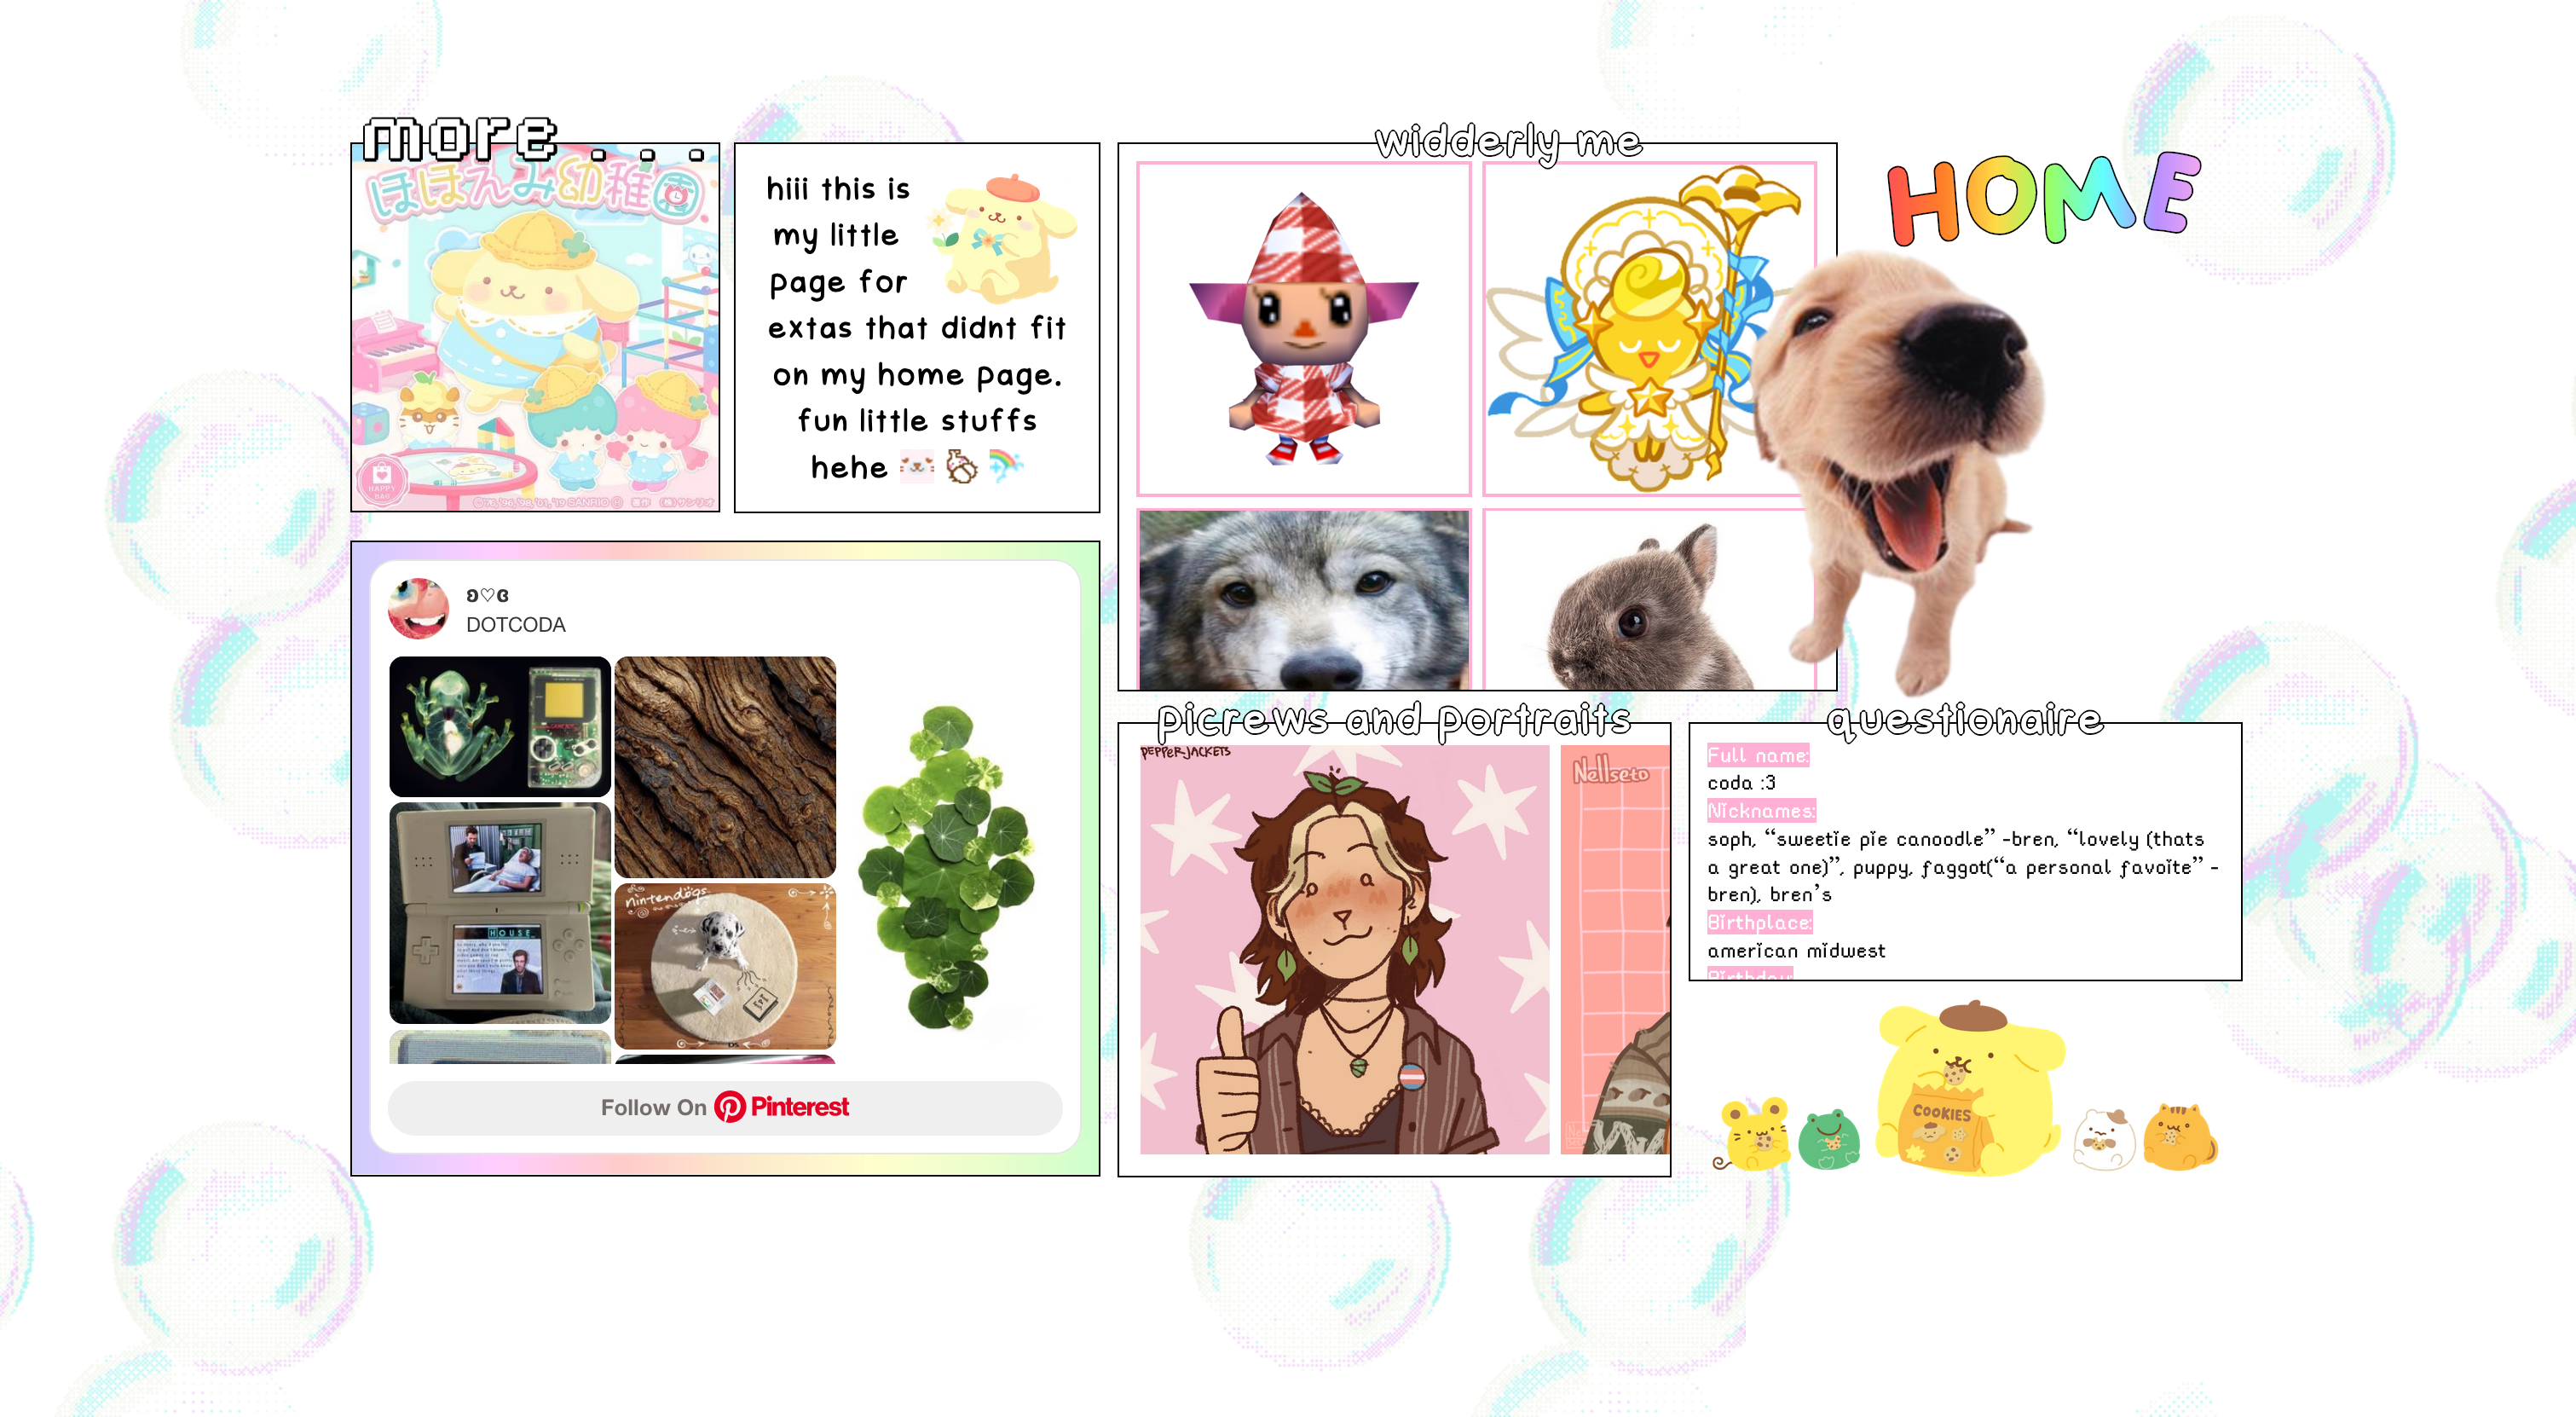 more . . .
ほほえみ幼稚園
HAPPY
BAG
hiii this is
my little
page for
extas that didnt fit
on my home page.
fun little stuffs
hehe
widderly me
HOME
ʚ♡ɞ
DOTCODA
HOUSE
nintendogs
Follow On Pinterest
picrews and portraits
PEPPERJACKETS
Nellseto
questionaire
Full name:
coda :3
Nicknames:
soph, “sweetie pie canoodle” -bren, “lovely (thats
a great one)”, puppy, faggot(“a personal favoite” -
bren), bren’s
Birthplace:
american midwest
Birthday:
COOKIES